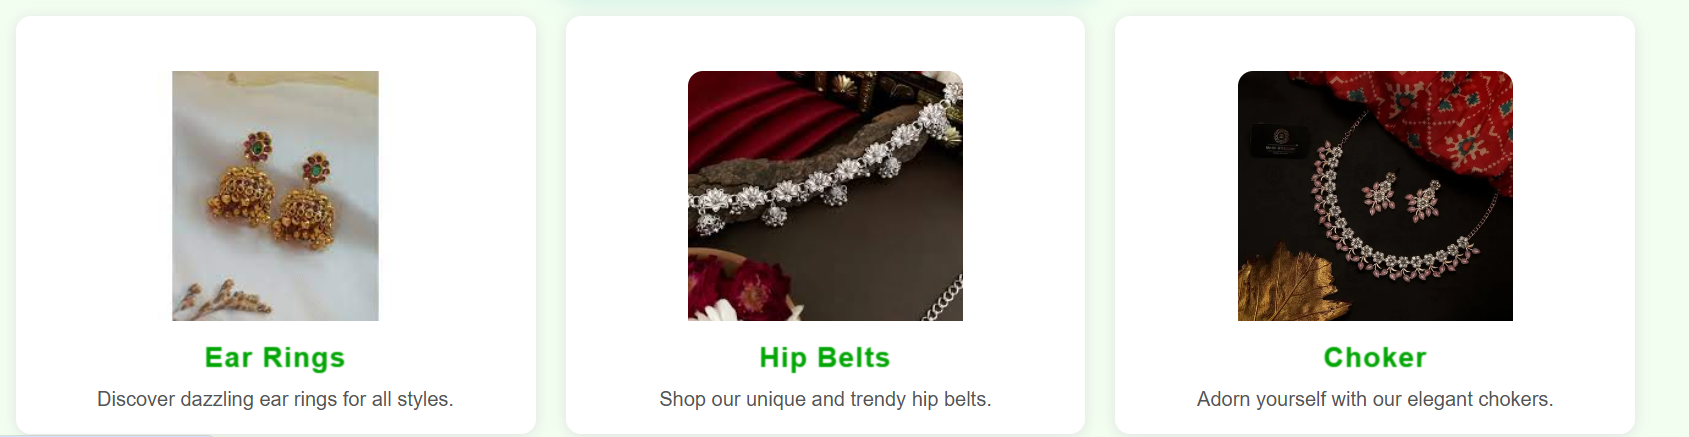 Ear Rings
Discover dazzling ear rings for all styles.
Hip Belts
Shop our unique and trendy hip belts.
Choker
Adorn yourself with our elegant chokers.